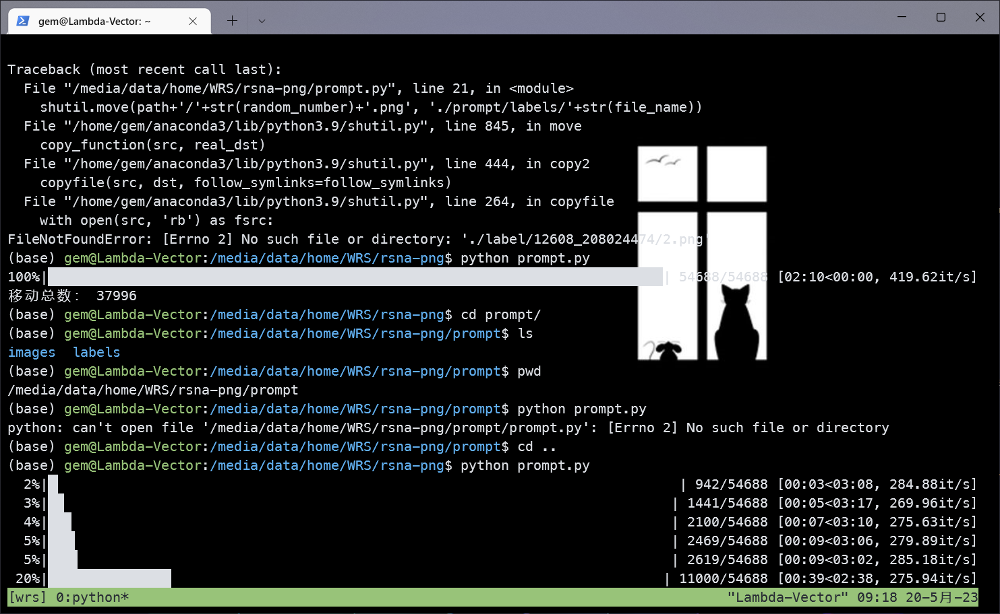 gem@Lambda-Vector: ~
Traceback (most recent call last):
  File "/media/data/home/WRS/rsna-png/prompt.py", line 21, in <module>
    shutil.move(path+'/'+str(random_number)+'.png', './prompt/labels/'+str(file_name))
  File "/home/gem/anaconda3/lib/python3.9/shutil.py", line 845, in move
    copy_function(src, real_dst)
  File "/home/gem/anaconda3/lib/python3.9/shutil.py", line 444, in copy2
    copyfile(src, dst, follow_symlinks=follow_symlinks)
  File "/home/gem/anaconda3/lib/python3.9/shutil.py", line 264, in copyfile
    with open(src, 'rb') as fsrc:
FileNotFoundError: [Errno 2] No such file or directory: './label/12608_208024474/2.png'
(base) gem@Lambda-Vector:/media/data/home/WRS/rsna-png$ python prompt.py
100%| | 54688/54688 [02:10<00:00, 419.62it/s]
移动总数： 37996
(base) gem@Lambda-Vector:/media/data/home/WRS/rsna-png$ cd prompt/
(base) gem@Lambda-Vector:/media/data/home/WRS/rsna-png/prompt$ ls
images  labels
(base) gem@Lambda-Vector:/media/data/home/WRS/rsna-png/prompt$ pwd
/media/data/home/WRS/rsna-png/prompt
(base) gem@Lambda-Vector:/media/data/home/WRS/rsna-png/prompt$ python prompt.py
python: can't open file '/media/data/home/WRS/rsna-png/prompt/prompt.py': [Errno 2] No such file or directory
(base) gem@Lambda-Vector:/media/data/home/WRS/rsna-png/prompt$ cd ..
(base) gem@Lambda-Vector:/media/data/home/WRS/rsna-png$ python prompt.py
  2%| | 942/54688 [00:03<03:08, 284.88it/s]
  3%| | 1441/54688 [00:05<03:17, 269.96it/s]
  4%| | 2100/54688 [00:07<03:10, 275.63it/s]
  5%| | 2469/54688 [00:09<03:06, 279.89it/s]
  5%| | 2619/54688 [00:09<03:02, 285.18it/s]
 20%| | 11000/54688 [00:39<02:38, 275.94it/s]
[wrs] 0:python* "Lambda-Vector" 09:18 20-5月-23